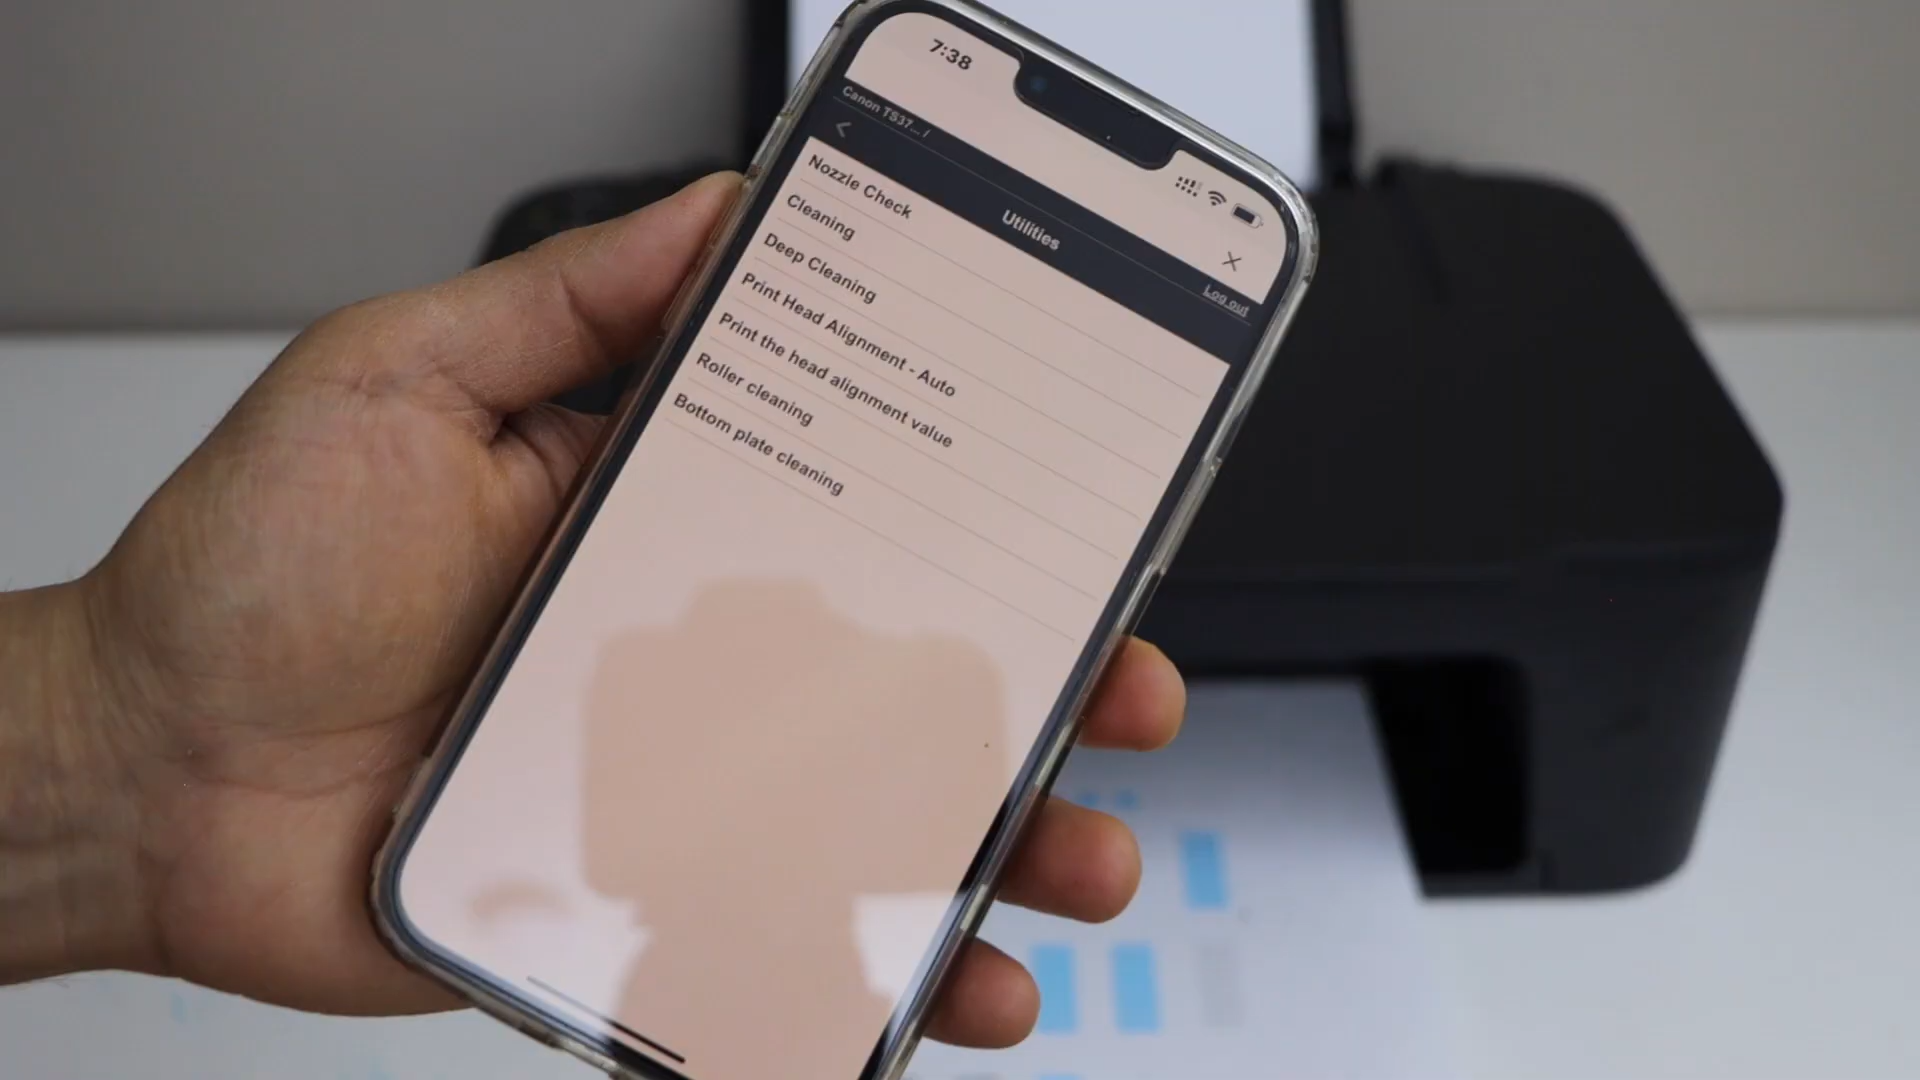 7:38
Canon TS37... /
Log out
Utilities
Nozzle Check
Cleaning
Deep Cleaning
Print Head Alignment - Auto
Print the head alignment value
Roller cleaning
Bottom plate cleaning